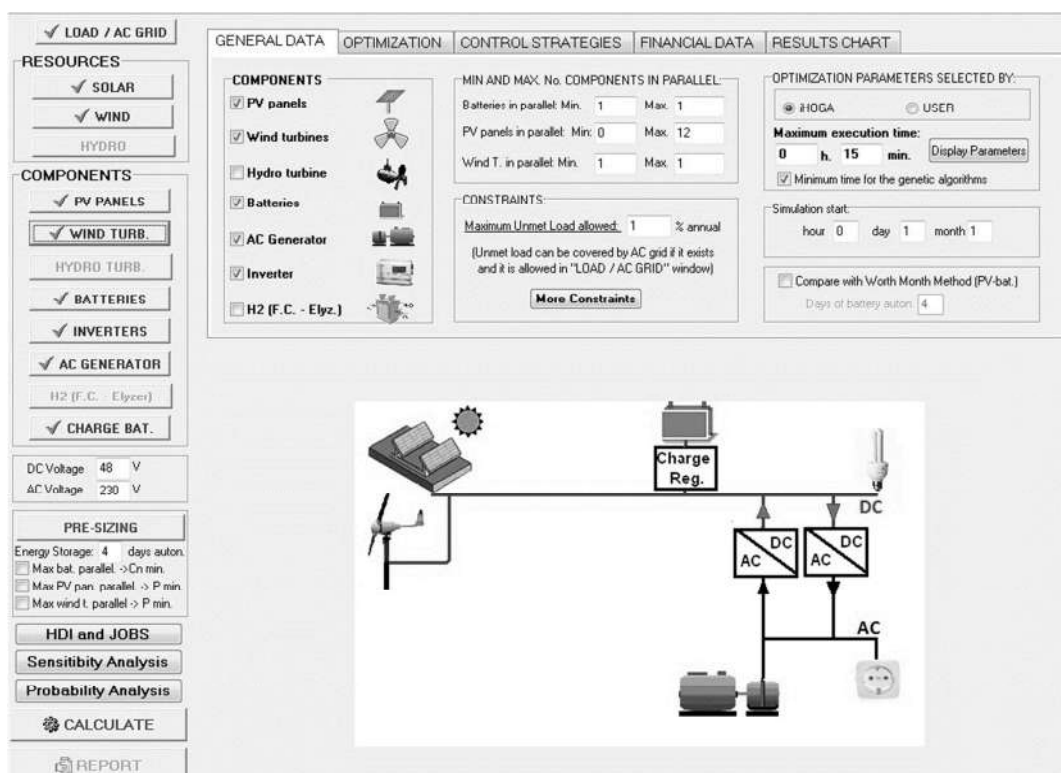 LOAD / AC GRID
RESOURCES
SOLAR
WIND
HYDRO
COMPONENTS
PV PANELS
WIND TURB.
HYDRO TURB.
BATTERIES
INVERTERS
AC GENERATOR
H2 (F.C. - Elyzer)
CHARGE BAT.
DC Voltage 48 V
AC Voltage 230 V
PRE-SIZING
Energy Storage: 4 days auton.
Max bat. parallel. ->Cn min.
Max PV pan. parallel. -> P min.
Max wind t. parallel -> P min.
HDI and JOBS
Sensitibity Analysis
Probability Analysis
CALCULATE
REPORT
GENERAL DATA OPTIMIZATION CONTROL STRATEGIES FINANCIAL DATA RESULTS CHART
COMPONENTS
PV panels
Wind turbines
Hydro turbine
Batteries
AC Generator
Inverter
H2 (F.C. - Elyz.)
MIN AND MAX. No. COMPONENTS IN PARALLEL:
Batteries in parallel: Min. 1 Max. 1
PV panels in parallel: Min: 0 Max. 12
Wind T. in parallel: Min. 1 Max. 1
CONSTRAINTS:
Maximum Unmet Load allowed: 1 % annual
(Unmet load can be covered by AC grid if it exists
and it is allowed in "LOAD / AC GRID" window)
More Constraints
OPTIMIZATION PARAMETERS SELECTED BY:
iHOGA USER
Maximum execution time:
0 h. 15 min. Display Parameters
Minimum time for the genetic algorithms
Simulation start:
hour 0 day 1 month 1
Compare with Worth Month Method (PV-bat.)
Days of battery auton. 4
Charge
Reg.
DC
DC
AC
DC
AC
AC